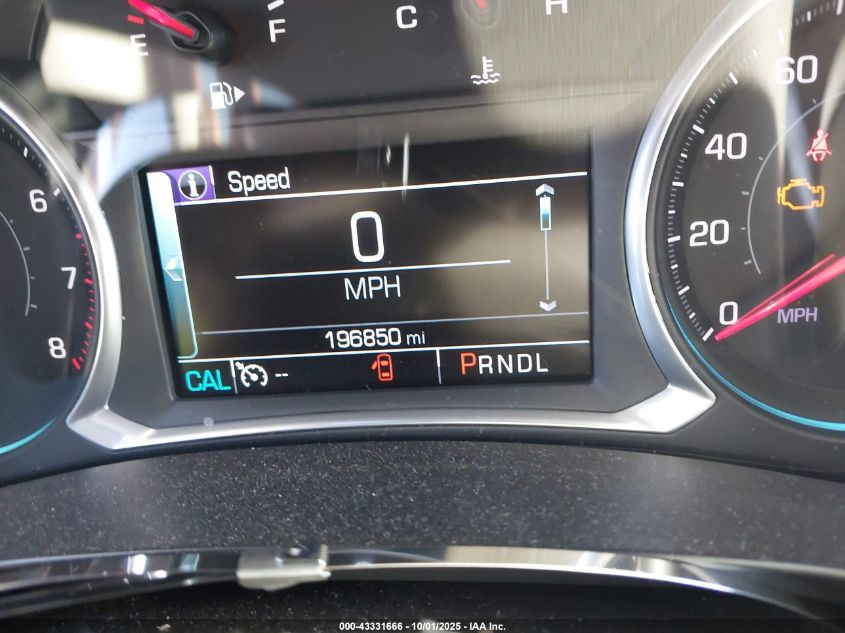 E F C H
Speed
0
MPH
196850 mi
CAL -- PRNDL
6
7
8
60
40
20
0
MPH
000-43331666 - 10/01/2025 - IAA Inc.